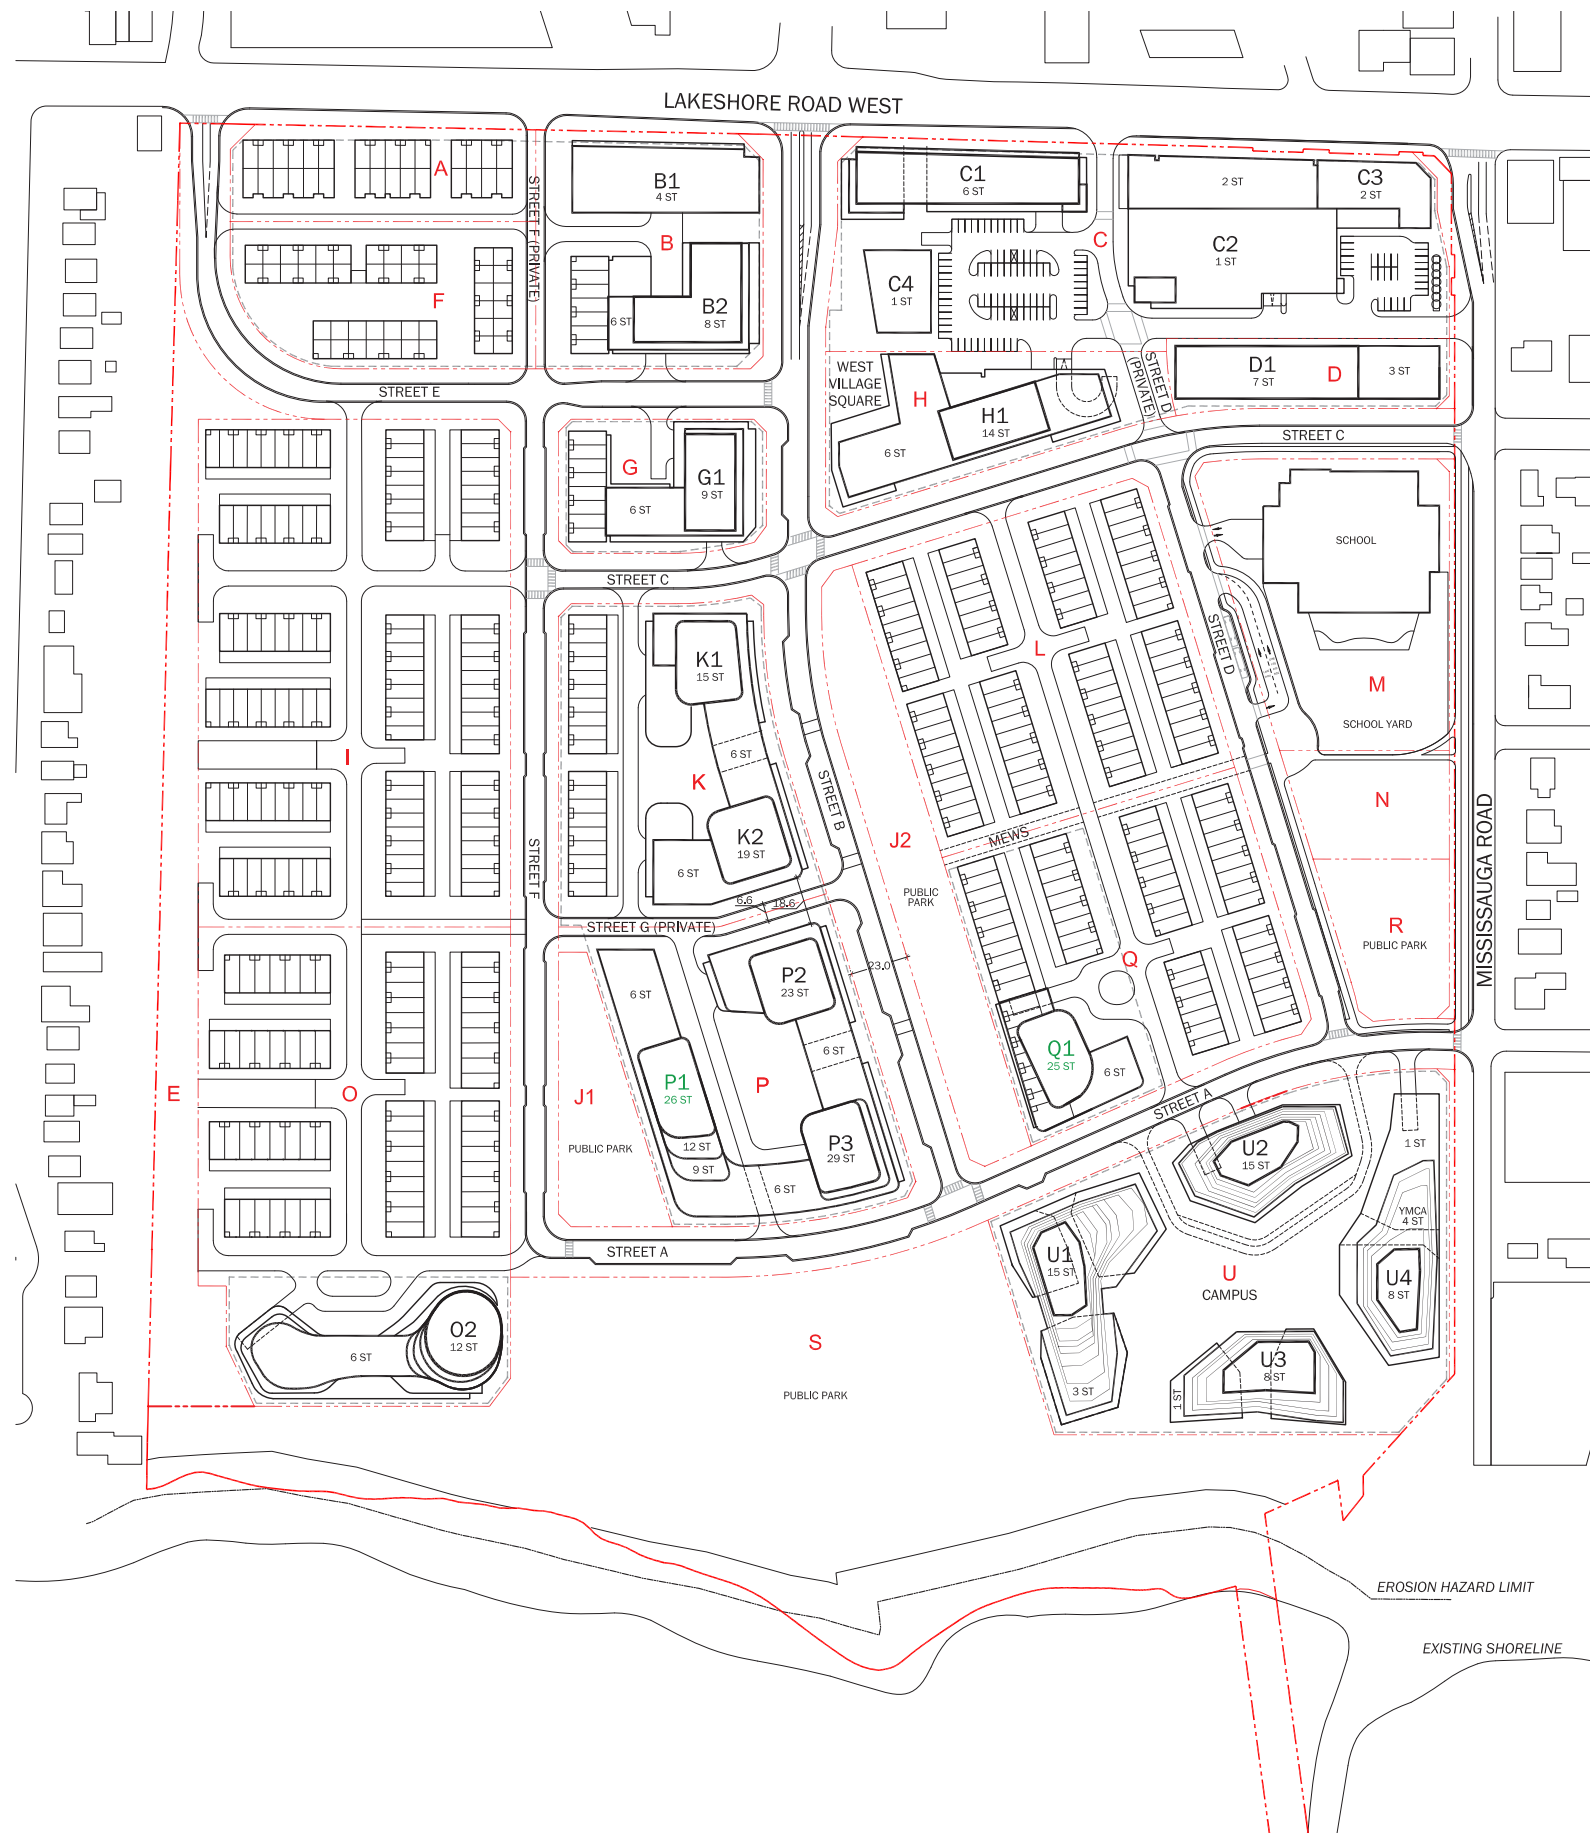 LAKESHORE ROAD WEST
A
STREET F (PRIVATE)
B1
4 ST
B
6 ST
B2
8 ST
F
C1
6 ST
C
2 ST
C3
2 ST
C2
1 ST
C4
1 ST
WEST
VILLAGE
SQUARE
H
H1
14 ST
6 ST
STREET D
(PRIVATE)
D1
7 ST
D
3 ST
STREET E
STREET C
G
G1
9 ST
6 ST
SCHOOL
STREET C
K1
15 ST
6 ST
K
K2
19 ST
6 ST
STREET B
L
STREET D
M
SCHOOL YARD
I
STREET F
J2
PUBLIC
PARK
MEWS
N
MISSISSAUGA ROAD
R
PUBLIC PARK
6.6
18.6
STREET G (PRIVATE)
23.0
Q
6 ST
P2
23 ST
6 ST
Q1
25 ST
6 ST
E
O
J1
PUBLIC PARK
P1
26 ST
12 ST
9 ST
P
P3
29 ST
6 ST
STREET A
STREET A
U2
15 ST
1 ST
YMCA
4 ST
U1
15 ST
3 ST
U
CAMPUS
U4
8 ST
U3
8 ST
1 ST
O2
12 ST
6 ST
S
PUBLIC PARK
EROSION HAZARD LIMIT
EXISTING SHORELINE